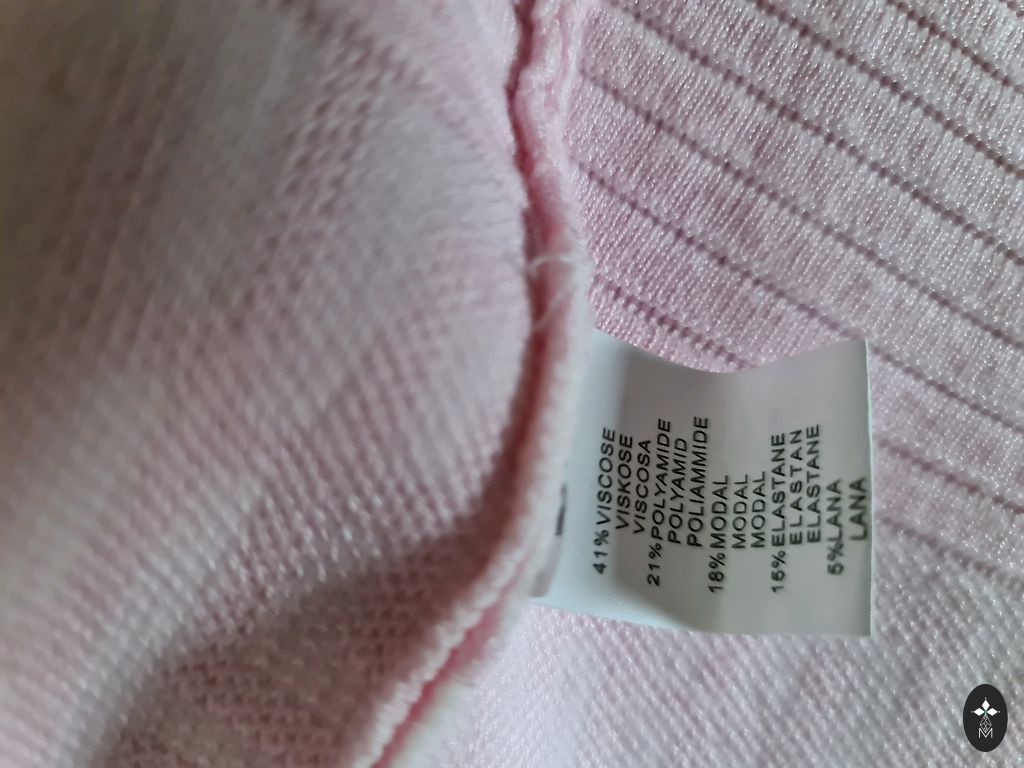 41%VISCOSE
VISKOSE
VISCOSA
21%POLYAMIDE
POLYAMID
POLIAMMIDE
18%MODAL
MODAL
MODAL
15%ELASTANE
ELASTAN
ELASTANE
5%LANA
LANA
M